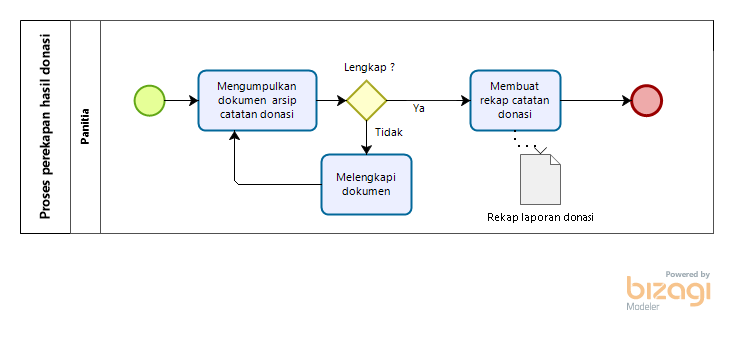 Proses perekapan hasil donasi
Panitia
Mengumpulkan
dokumen arsip
catatan donasi
Lengkap ?
Ya
Tidak
Melengkapi
dokumen
Membuat
rekap catatan
donasi
Rekap laporan donasi
Powered by
bizagi
Modeler